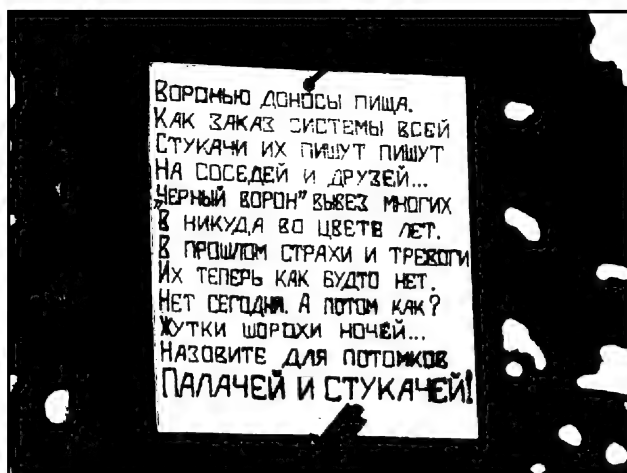 Воронью доносы пища.
Как заказ системы всей
Стукачи их пишут пишут
На соседей и друзей...
„Черный ворон" вывез многих
В никуда во цвете лет.
В прошлом страхи и тревоги
Их теперь как будто нет.
Нет сегодня. А потом как?
Жутки шорохи ночей...
Назовите для потомков
Палачей и стукачей!